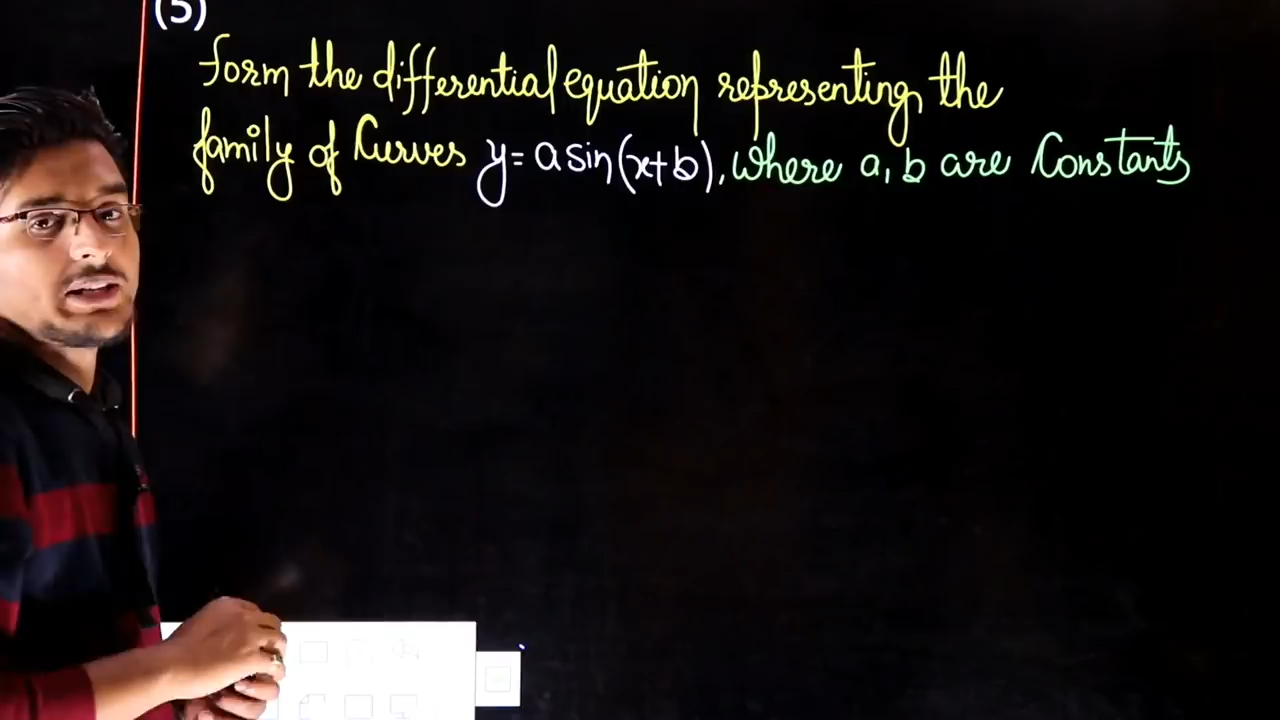 (5)
Form the differential equation representing the
family of Curves y = a sin(x+b), where a, b are Constants